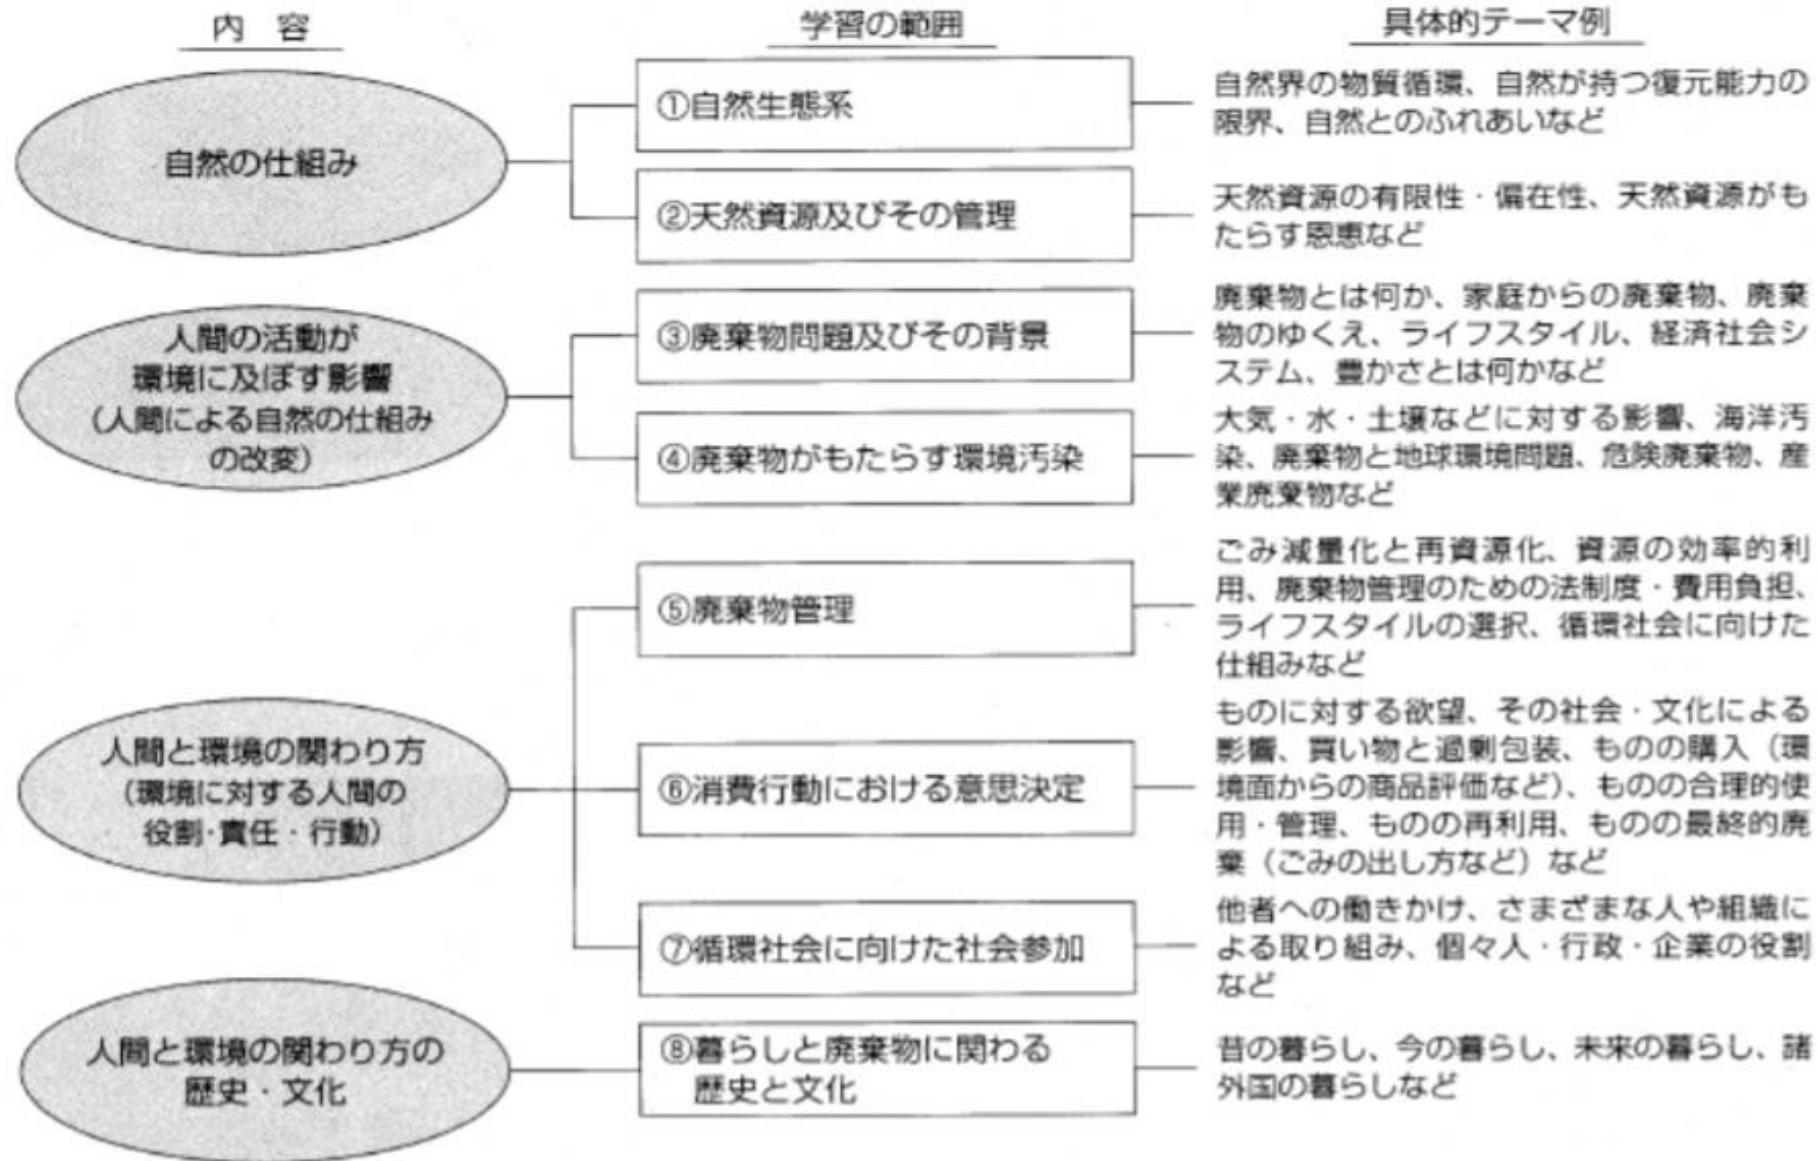 内 容
学習の範囲
具体的テーマ例
自然の仕組み
①自然生態系
自然界の物質循環、自然が持つ復元能力の
限界、自然とのふれあいなど
②天然資源及びその管理
天然資源の有限性・偏在性、天然資源がも
たらす恩恵など
人間の活動が
環境に及ぼす影響
(人間による自然の仕組み
の改変)
③廃棄物問題及びその背景
廃棄物とは何か、家庭からの廃棄物、廃棄
物のゆくえ、ライフスタイル、経済社会シ
ステム、豊かさとは何かなど
④廃棄物がもたらす環境汚染
大気・水・土壌などに対する影響、海洋汚
染、廃棄物と地球環境問題、危険廃棄物、産
業廃棄物など
人間と環境の関わり方
(環境に対する人間の
役割・責任・行動)
⑤廃棄物管理
ごみ減量化と再資源化、資源の効率的利
用、廃棄物管理のための法制度・費用負担、
ライフスタイルの選択、循環社会に向けた
仕組みなど
⑥消費行動における意思決定
ものに対する欲望、その社会・文化による
影響、買い物と過剰包装、ものの購入(環
境面からの商品評価など)、ものの合理的使
用・管理、ものの再利用、ものの最終的廃
棄(ごみの出し方など)など
⑦循環社会に向けた社会参加
他者への働きかけ、さまざまな人や組織に
よる取り組み、個々人・行政・企業の役割
など
人間と環境の関わり方の
歴史・文化
⑧暮らしと廃棄物に関わる
歴史と文化
昔の暮らし、今の暮らし、未来の暮らし、諸
外国の暮らしなど